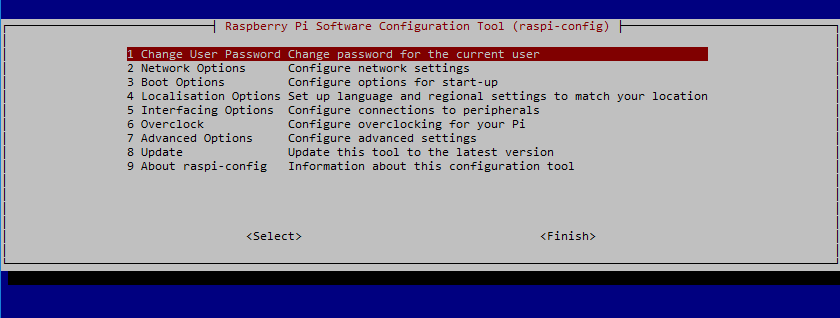 Raspberry Pi Software Configuration Tool (raspi-config)
1 Change User Password Change password for the current user
2 Network Options Configure network settings
3 Boot Options Configure options for start-up
4 Localisation Options Set up language and regional settings to match your location
5 Interfacing Options Configure connections to peripherals
6 Overclock Configure overclocking for your Pi
7 Advanced Options Configure advanced settings
8 Update Update this tool to the latest version
9 About raspi-config Information about this configuration tool
<Select> <Finish>